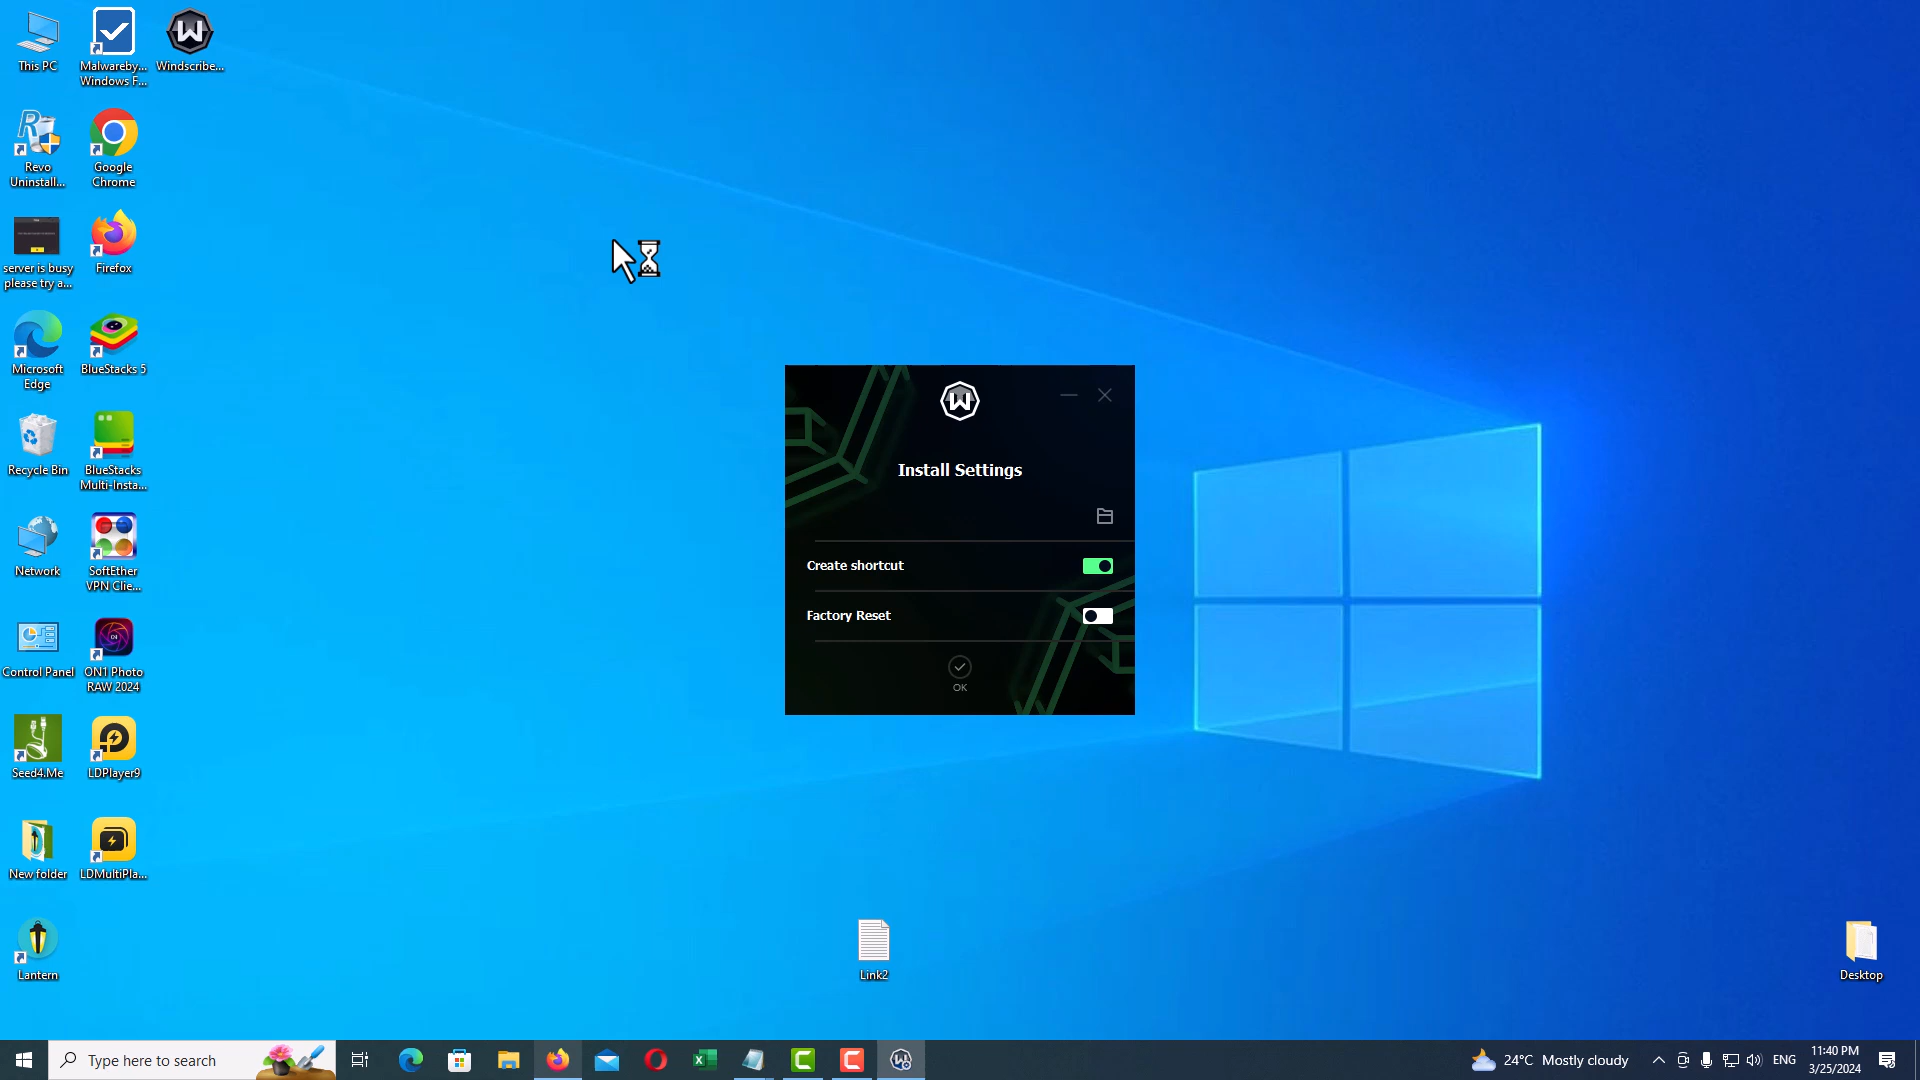 This PC
Malwareby...
Windows F...
Windscribe...
Revo
Uninstall...
Google
Chrome
server is busy
please try a...
Firefox
Microsoft
Edge
BlueStacks 5
Recycle Bin
BlueStacks
Multi-Insta...
Network
SoftEther
VPN Clie...
Control Panel
ON1 Photo
RAW 2024
Seed4.Me
LDPlayer9
New folder
LDMultiPla...
Lantern
Link2
Desktop
Install Settings
Create shortcut
Factory Reset
OK
Type here to search
24°C Mostly cloudy
ENG
11:40 PM
3/25/2024